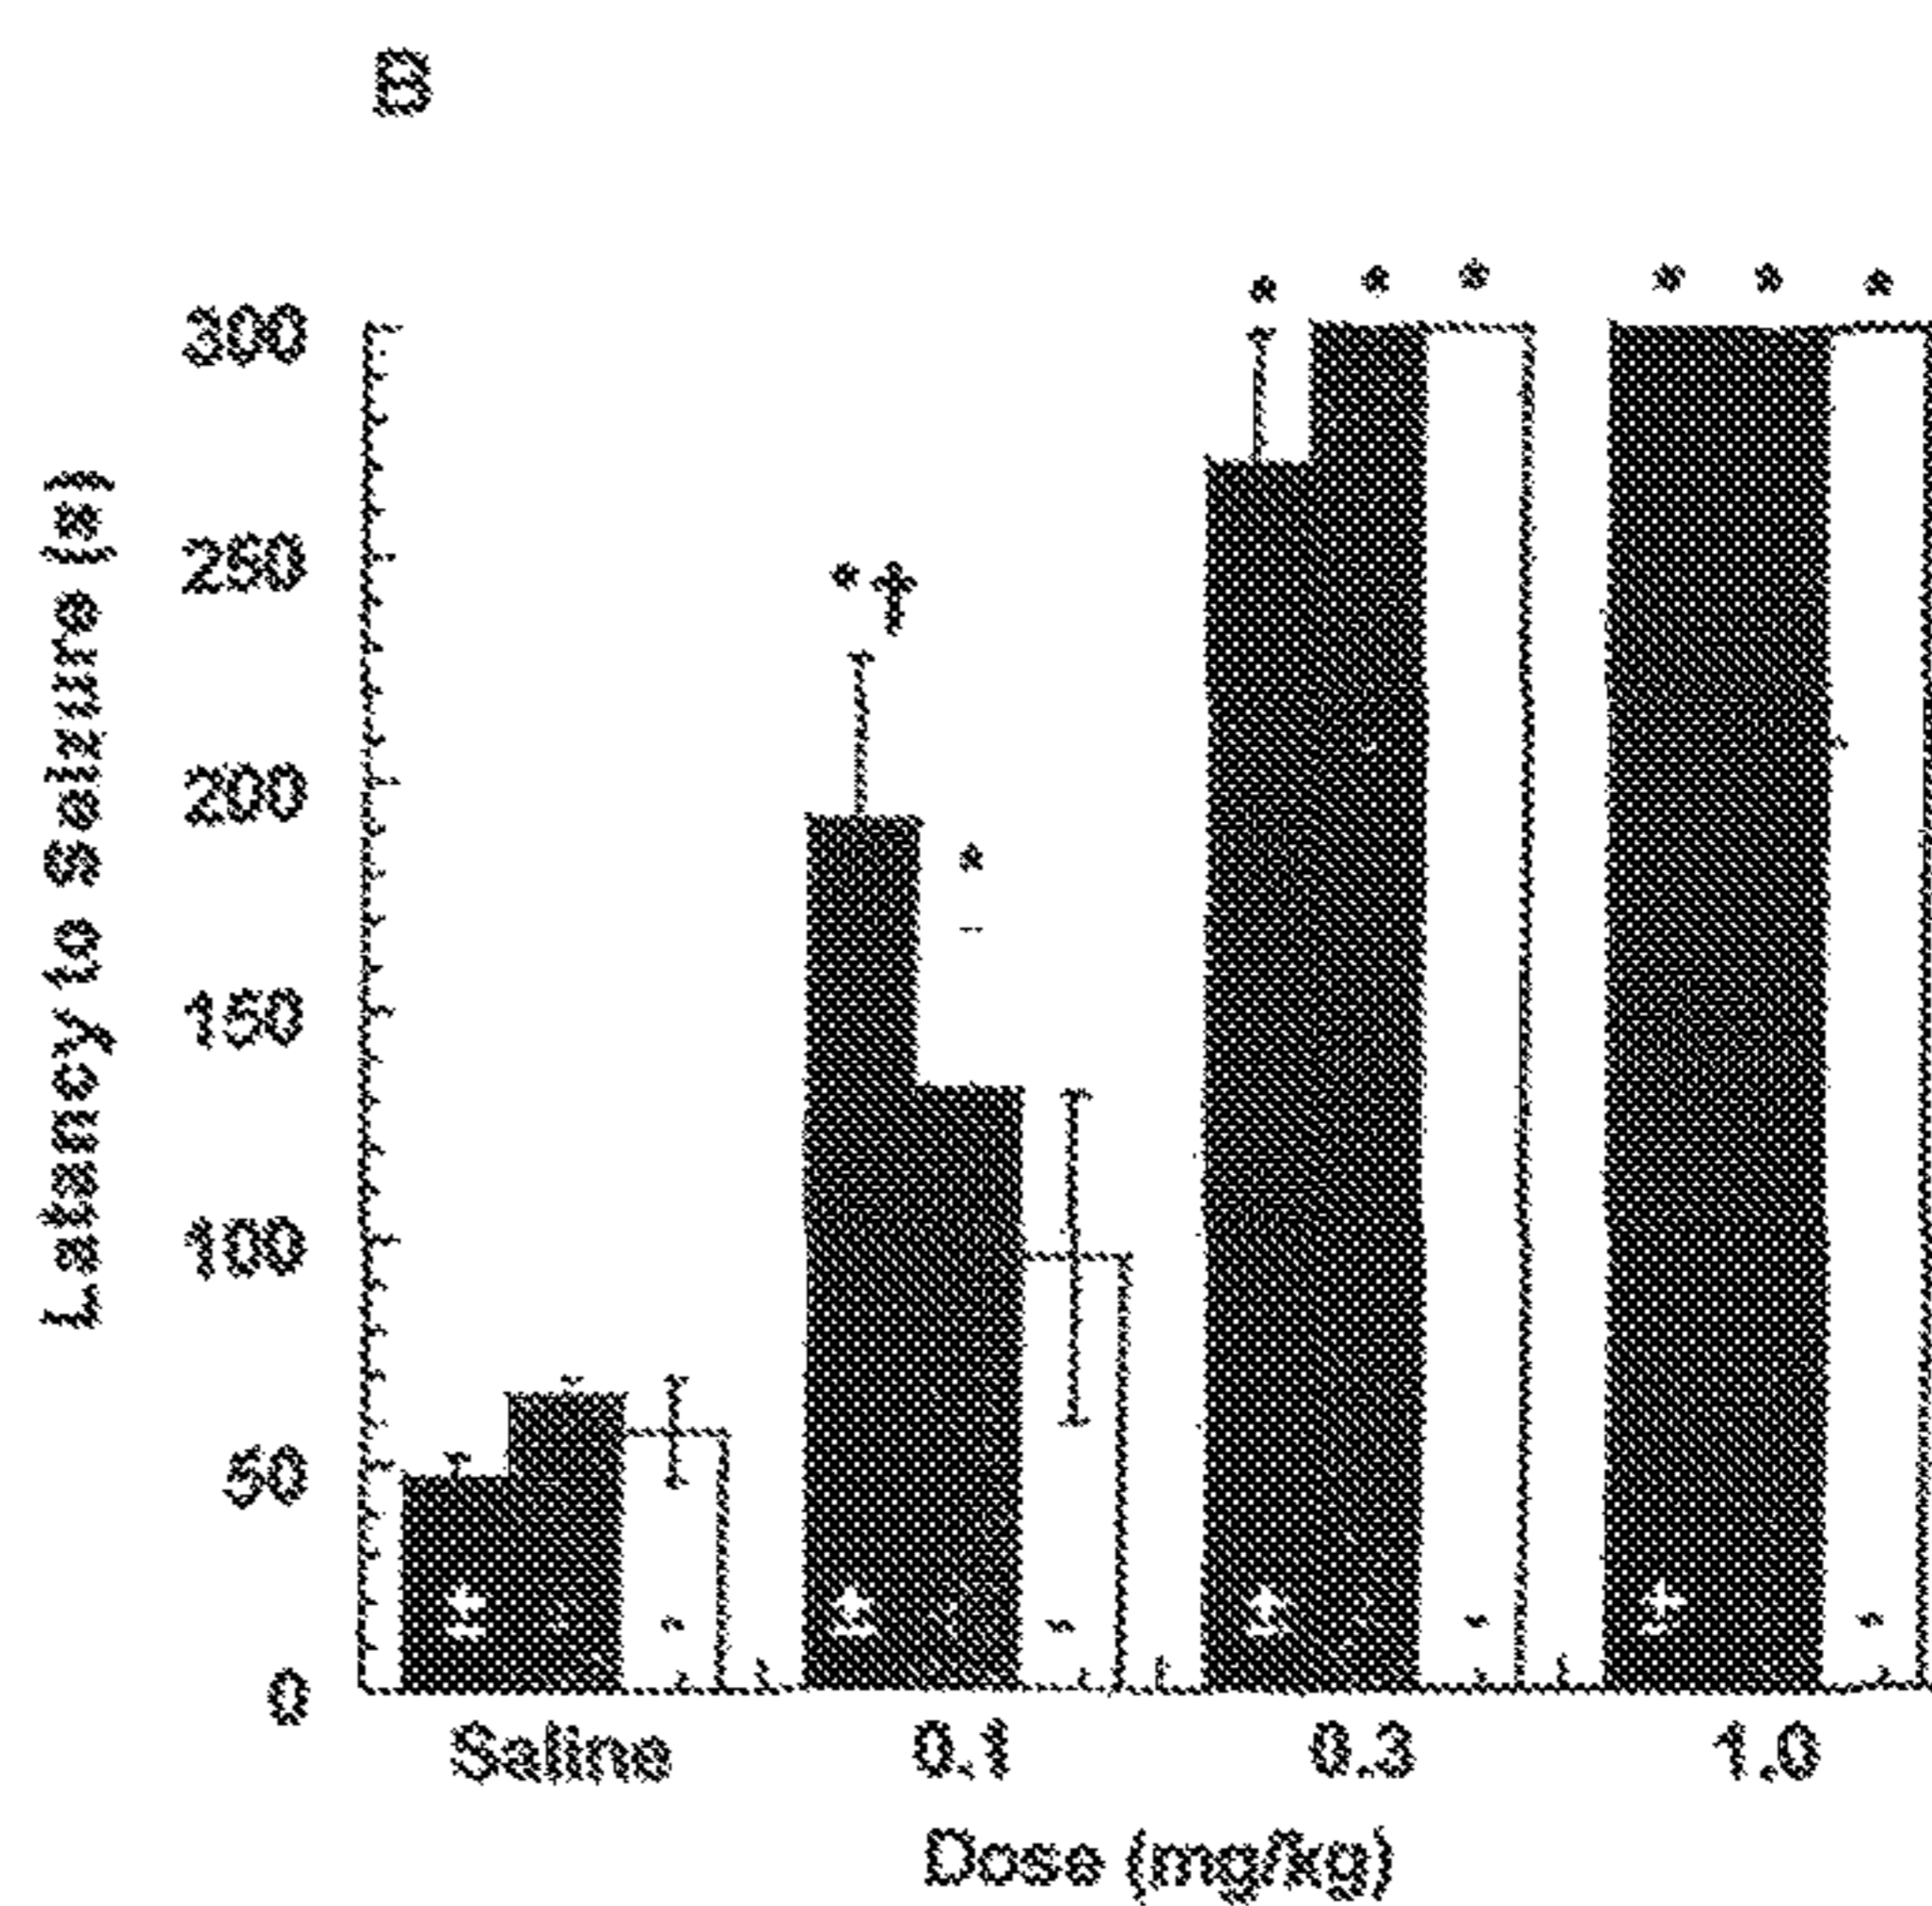 B
* * * * * *
300
250
* †
200
*
150
100
50
0
Latency to Seizure (s)
± ± ± +
- - - -
Saline 0.1 0.3 1.0
Dose (mg/kg)